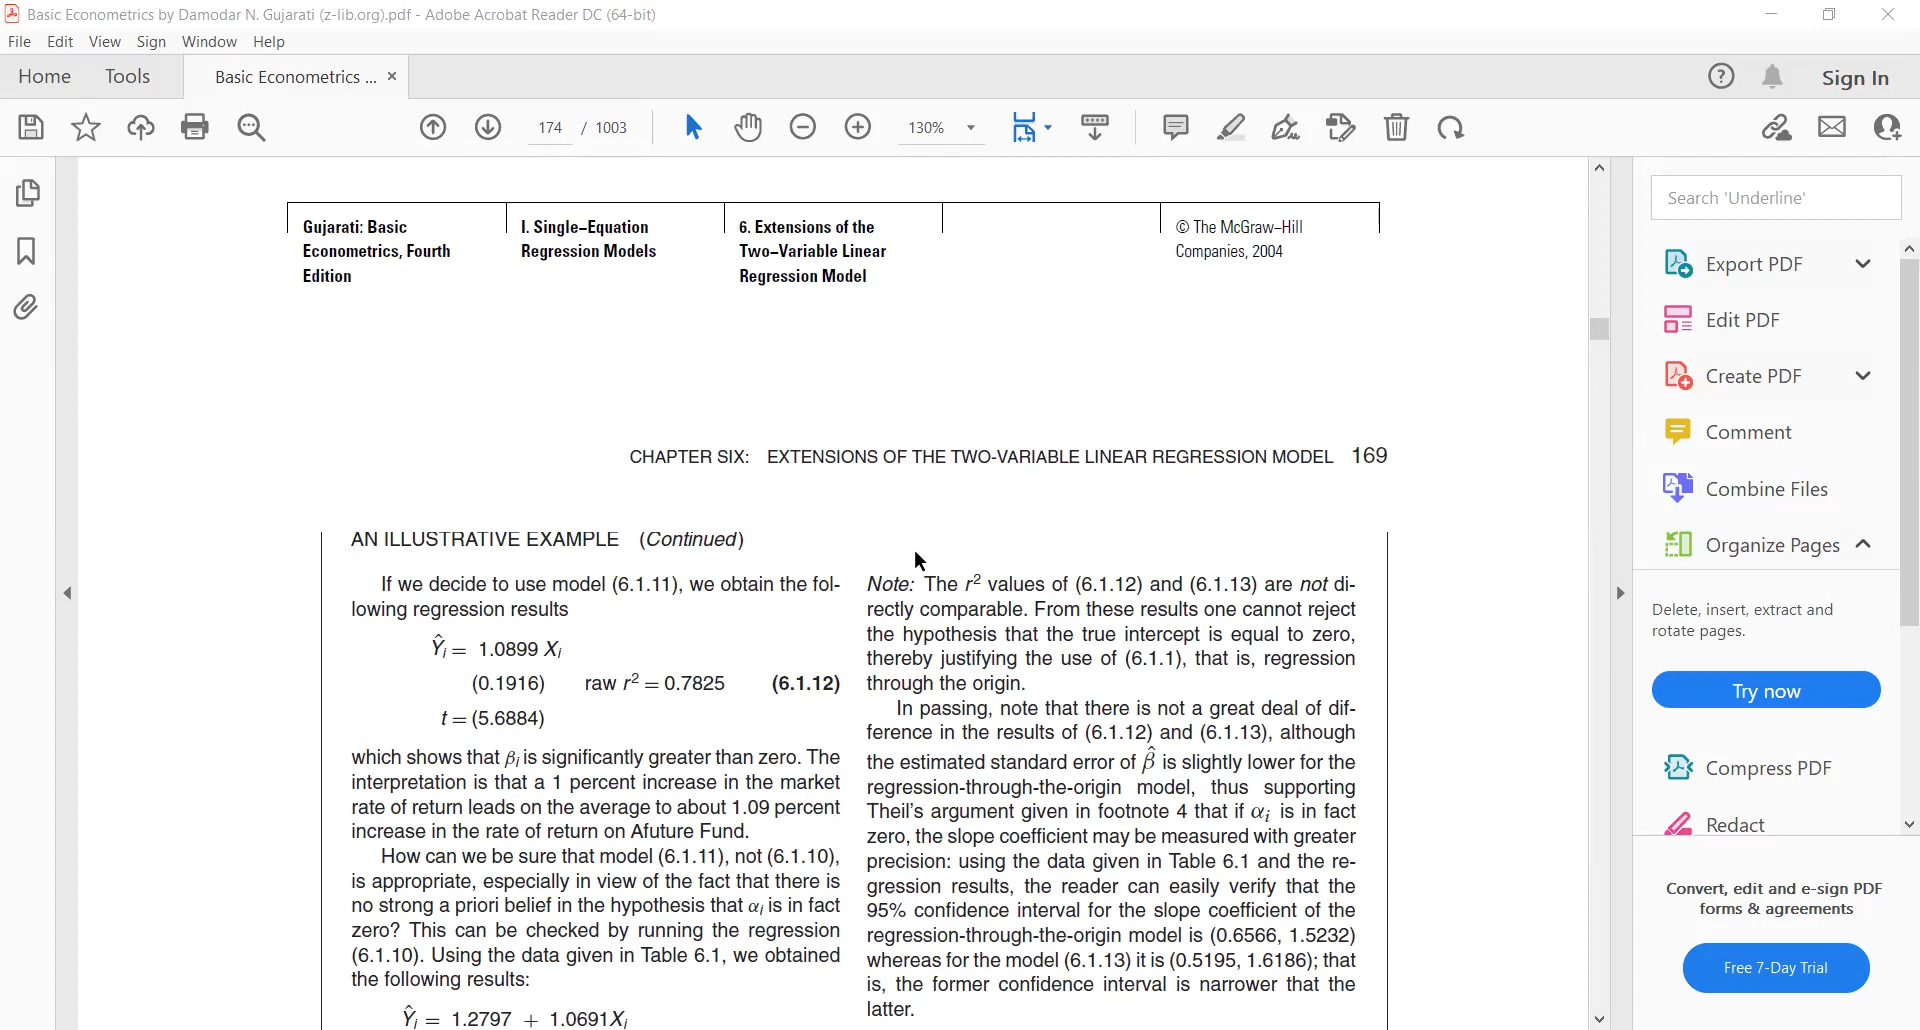 Basic Econometrics by Damodar N. Gujarati (z-lib.org).pdf - Adobe Acrobat Reader DC (64-bit)
File Edit View Sign Window Help
Home Tools Basic Econometrics ... × Sign In
174 / 1003 130%
Gujarati: Basic
Econometrics, Fourth
Edition
I. Single–Equation
Regression Models
6. Extensions of the
Two–Variable Linear
Regression Model
© The McGraw–Hill
Companies, 2004
CHAPTER SIX: EXTENSIONS OF THE TWO-VARIABLE LINEAR REGRESSION MODEL 169
AN ILLUSTRATIVE EXAMPLE (Continued)
If we decide to use model (6.1.11), we obtain the fol-
lowing regression results
Ŷi = 1.0899 Xi
(0.1916) raw r² = 0.7825 (6.1.12)
t = (5.6884)
which shows that βi is significantly greater than zero. The
interpretation is that a 1 percent increase in the market
rate of return leads on the average to about 1.09 percent
increase in the rate of return on Afuture Fund.
How can we be sure that model (6.1.11), not (6.1.10),
is appropriate, especially in view of the fact that there is
no strong a priori belief in the hypothesis that αi is in fact
zero? This can be checked by running the regression
(6.1.10). Using the data given in Table 6.1, we obtained
the following results:
Ŷi = 1.2797 + 1.0691Xi
Note: The r² values of (6.1.12) and (6.1.13) are not di-
rectly comparable. From these results one cannot reject
the hypothesis that the true intercept is equal to zero,
thereby justifying the use of (6.1.1), that is, regression
through the origin.
In passing, note that there is not a great deal of dif-
ference in the results of (6.1.12) and (6.1.13), although
the estimated standard error of β̂ is slightly lower for the
regression-through-the-origin model, thus supporting
Theil's argument given in footnote 4 that if αi is in fact
zero, the slope coefficient may be measured with greater
precision: using the data given in Table 6.1 and the re-
gression results, the reader can easily verify that the
95% confidence interval for the slope coefficient of the
regression-through-the-origin model is (0.6566, 1.5232)
whereas for the model (6.1.13) it is (0.5195, 1.6186); that
is, the former confidence interval is narrower that the
latter.
Search 'Underline'
Export PDF
Edit PDF
Create PDF
Comment
Combine Files
Organize Pages
Delete, insert, extract and
rotate pages.
Try now
Compress PDF
Redact
Convert, edit and e-sign PDF
forms & agreements
Free 7-Day Trial